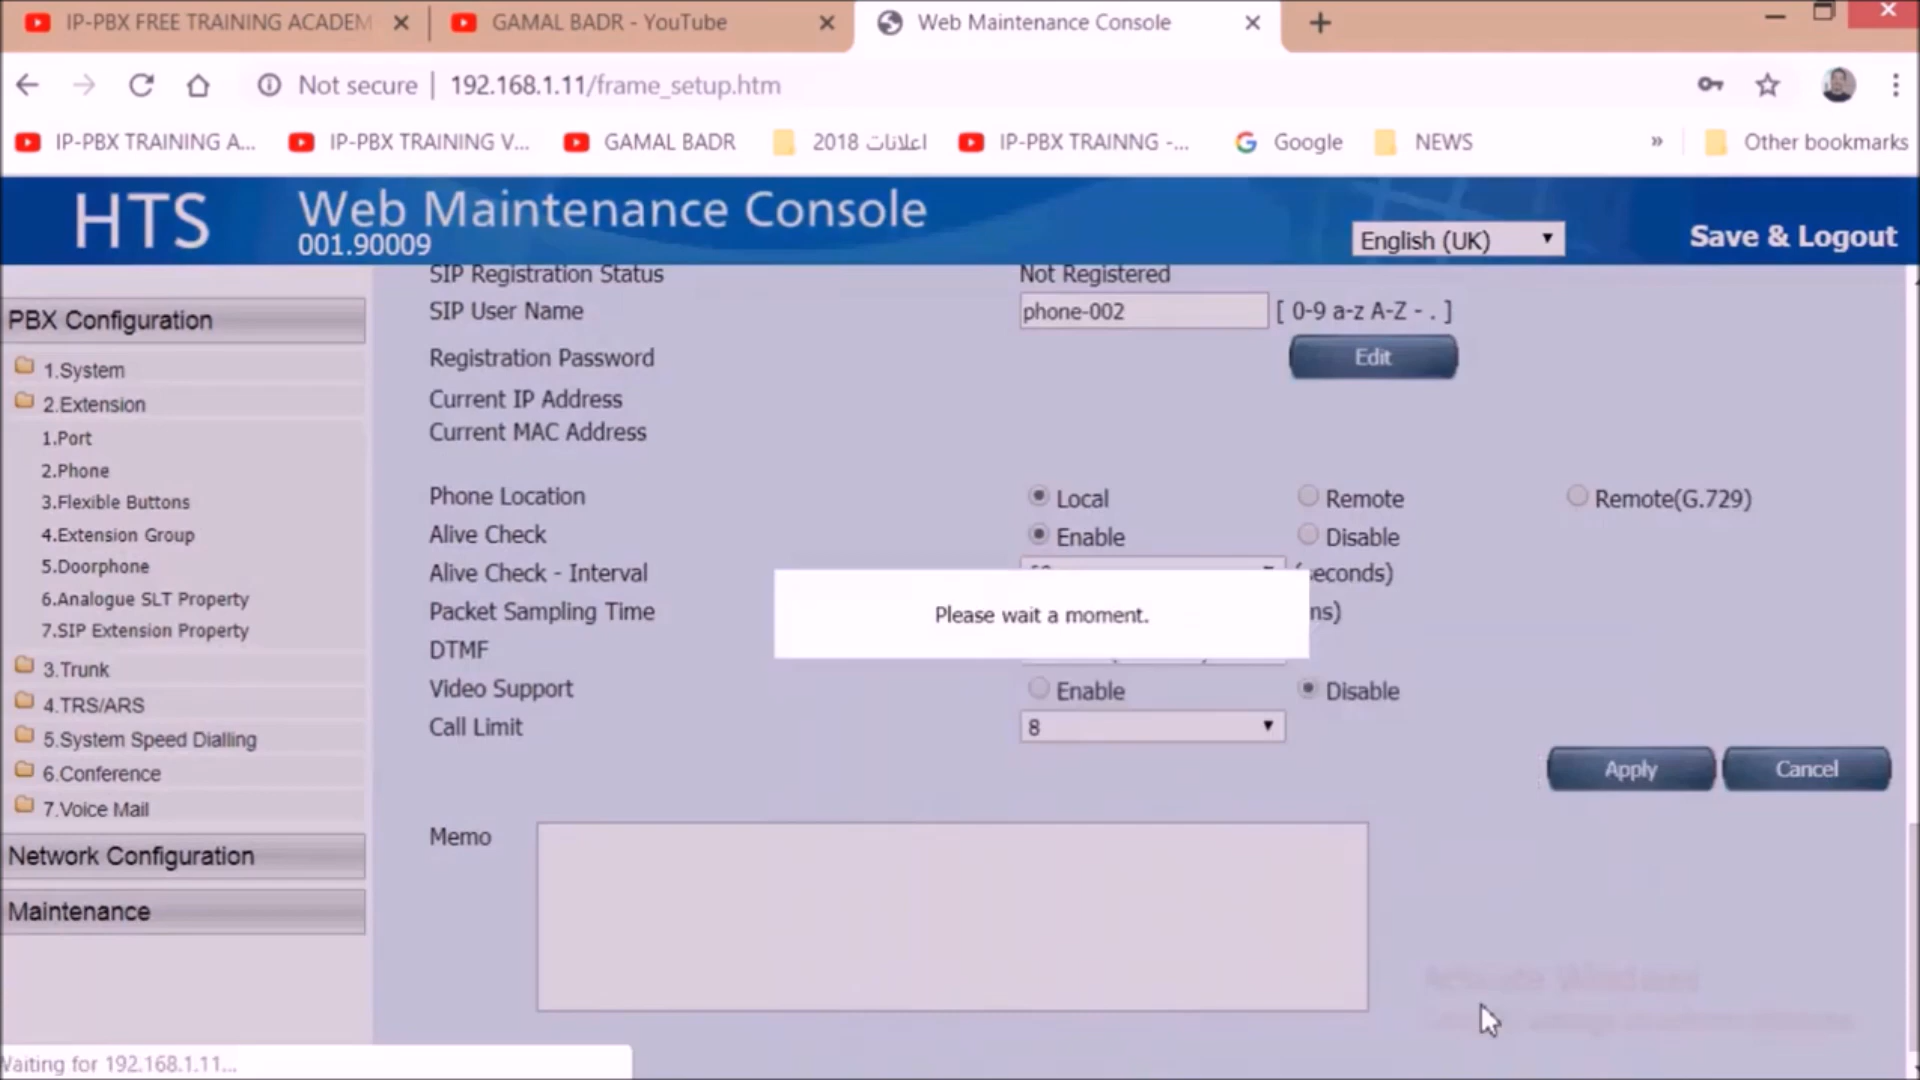 IP-PBX FREE TRAINING ACADEM
GAMAL BADR - YouTube
Web Maintenance Console
Not secure | 192.168.1.11/frame_setup.htm
IP-PBX TRAINING A...
IP-PBX TRAINING V...
GAMAL BADR
اعلانات 2018
IP-PBX TRAINNG -...
Google
NEWS
»
Other bookmarks
HTS
Web Maintenance Console
001.90009
English (UK)
Save & Logout
PBX Configuration
1.System
2.Extension
1.Port
2.Phone
3.Flexible Buttons
4.Extension Group
5.Doorphone
6.Analogue SLT Property
7.SIP Extension Property
3.Trunk
4.TRS/ARS
5.System Speed Dialling
6.Conference
7.Voice Mail
Network Configuration
Maintenance
SIP Registration Status Not Registered
SIP User Name phone-002 [ 0-9 a-z A-Z - . ]
Registration Password Edit
Current IP Address
Current MAC Address
Phone Location Local Remote Remote(G.729)
Alive Check Enable Disable
Alive Check - Interval seconds)
Packet Sampling Time
DTMF
Please wait a moment.
Video Support Enable Disable
Call Limit 8
Apply Cancel
Memo
Waiting for 192.168.1.11...